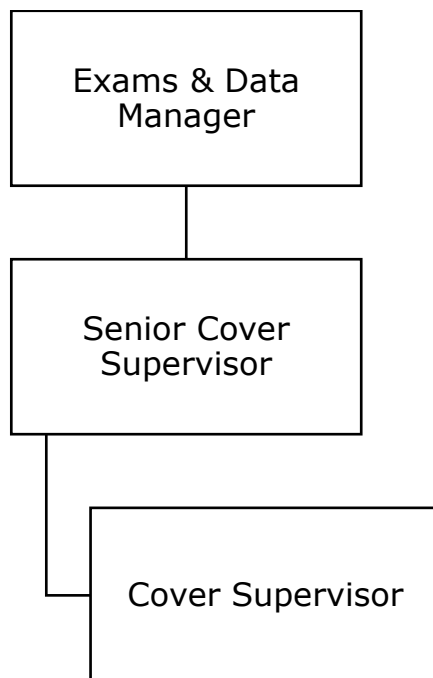 Exams & Data
Manager
Senior Cover
Supervisor
Cover Supervisor